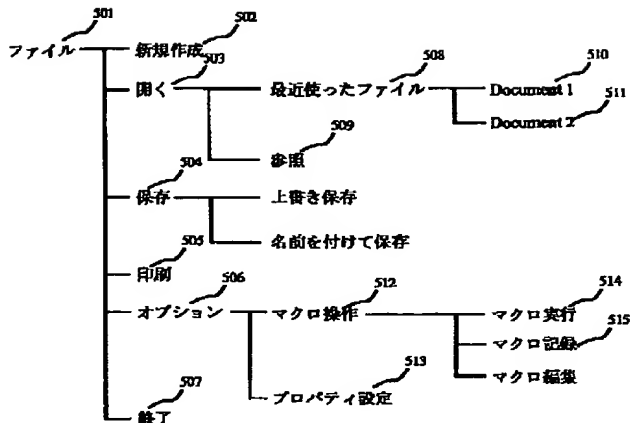 501
ファイル
502
新規作成
503
開く
508
最近使ったファイル
510
Document 1
511
Document 2
509
参照
504
保存
上書き保存
名前を付けて保存
505
印刷
506
オプション
512
マクロ操作
514
マクロ実行
515
マクロ記録
マクロ編集
513
プロパティ設定
507
終了